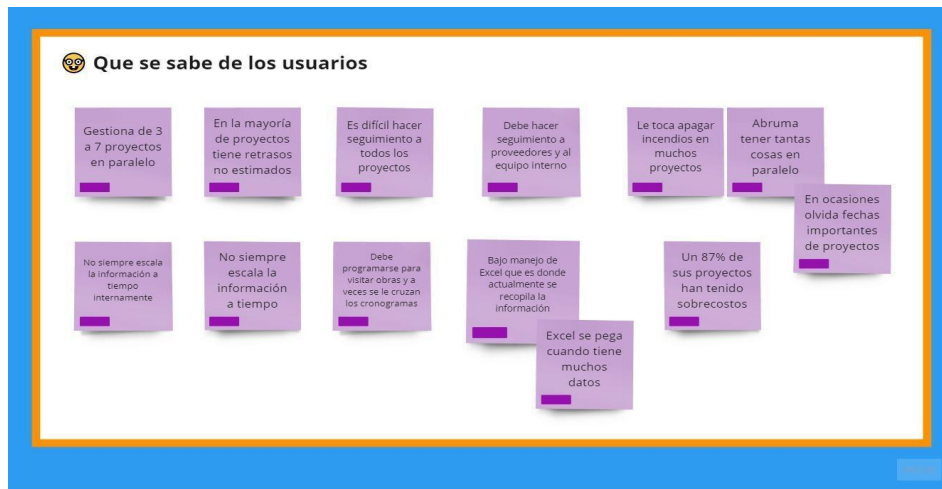 Que se sabe de los usuarios
Gestiona de 3
a 7 proyectos
en paralelo
En la mayoría
de proyectos
tiene retrasos
no estimados
Es difícil hacer
seguimiento a
todos los
proyectos
Debe hacer
seguimiento a
proveedores y al
equipo interno
Le toca apagar
incendios en
muchos
proyectos
Abruma
tener tantas
cosas en
paralelo
En ocasiones
olvida fechas
importantes
de proyectos
No siempre escala
la información a
tiempo
internamente
No siempre
escala la
información
a tiempo
Debe
programarse para
visitar obras y a
veces se le cruzan
los cronogramas
Bajo manejo de
Excel que es donde
actualmente se
recopila la
información
Excel se pega
cuando tiene
muchos
datos
Un 87% de
sus proyectos
han tenido
sobrecostos